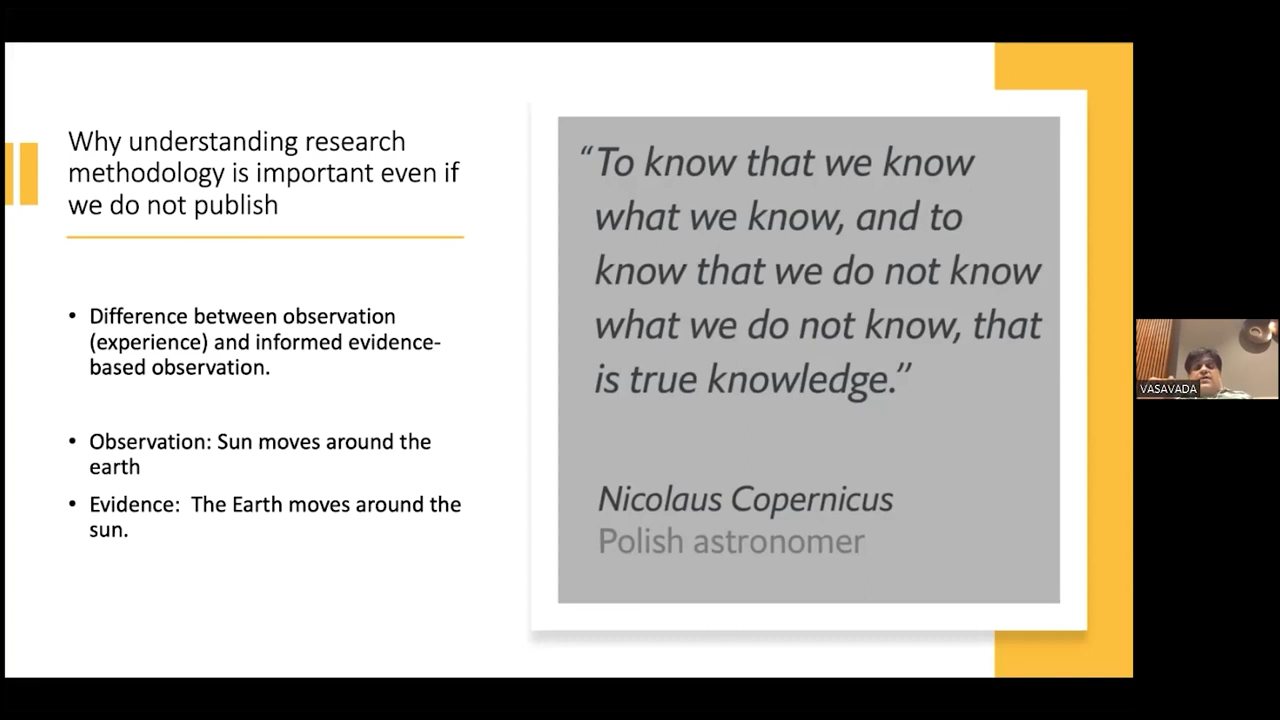 Why understanding research
methodology is important even if
we do not publish
• Difference between observation
(experience) and informed evidence-
based observation.
• Observation: Sun moves around the
earth
• Evidence:  The Earth moves around the
sun.
“To know that we know
what we know, and to
know that we do not know
what we do not know, that
is true knowledge.”
Nicolaus Copernicus
Polish astronomer
VASAVADA